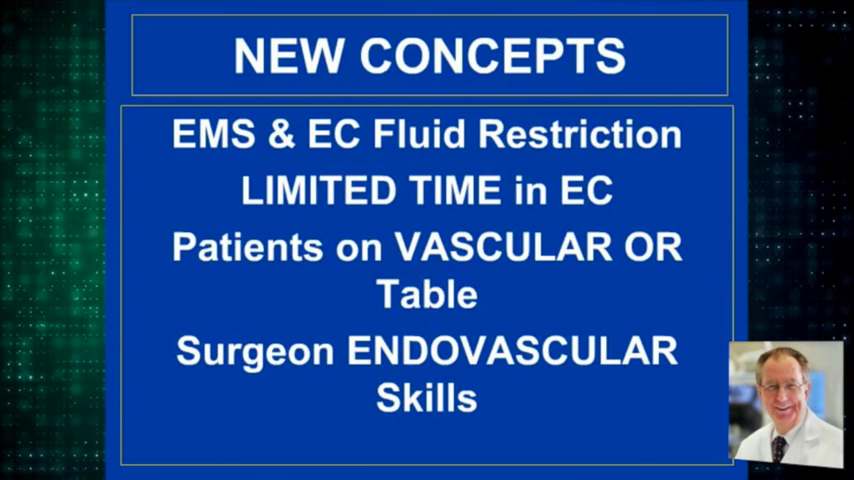 NEW CONCEPTS
EMS & EC Fluid Restriction
LIMITED TIME in EC
Patients on VASCULAR OR
Table
Surgeon ENDOVASCULAR
Skills